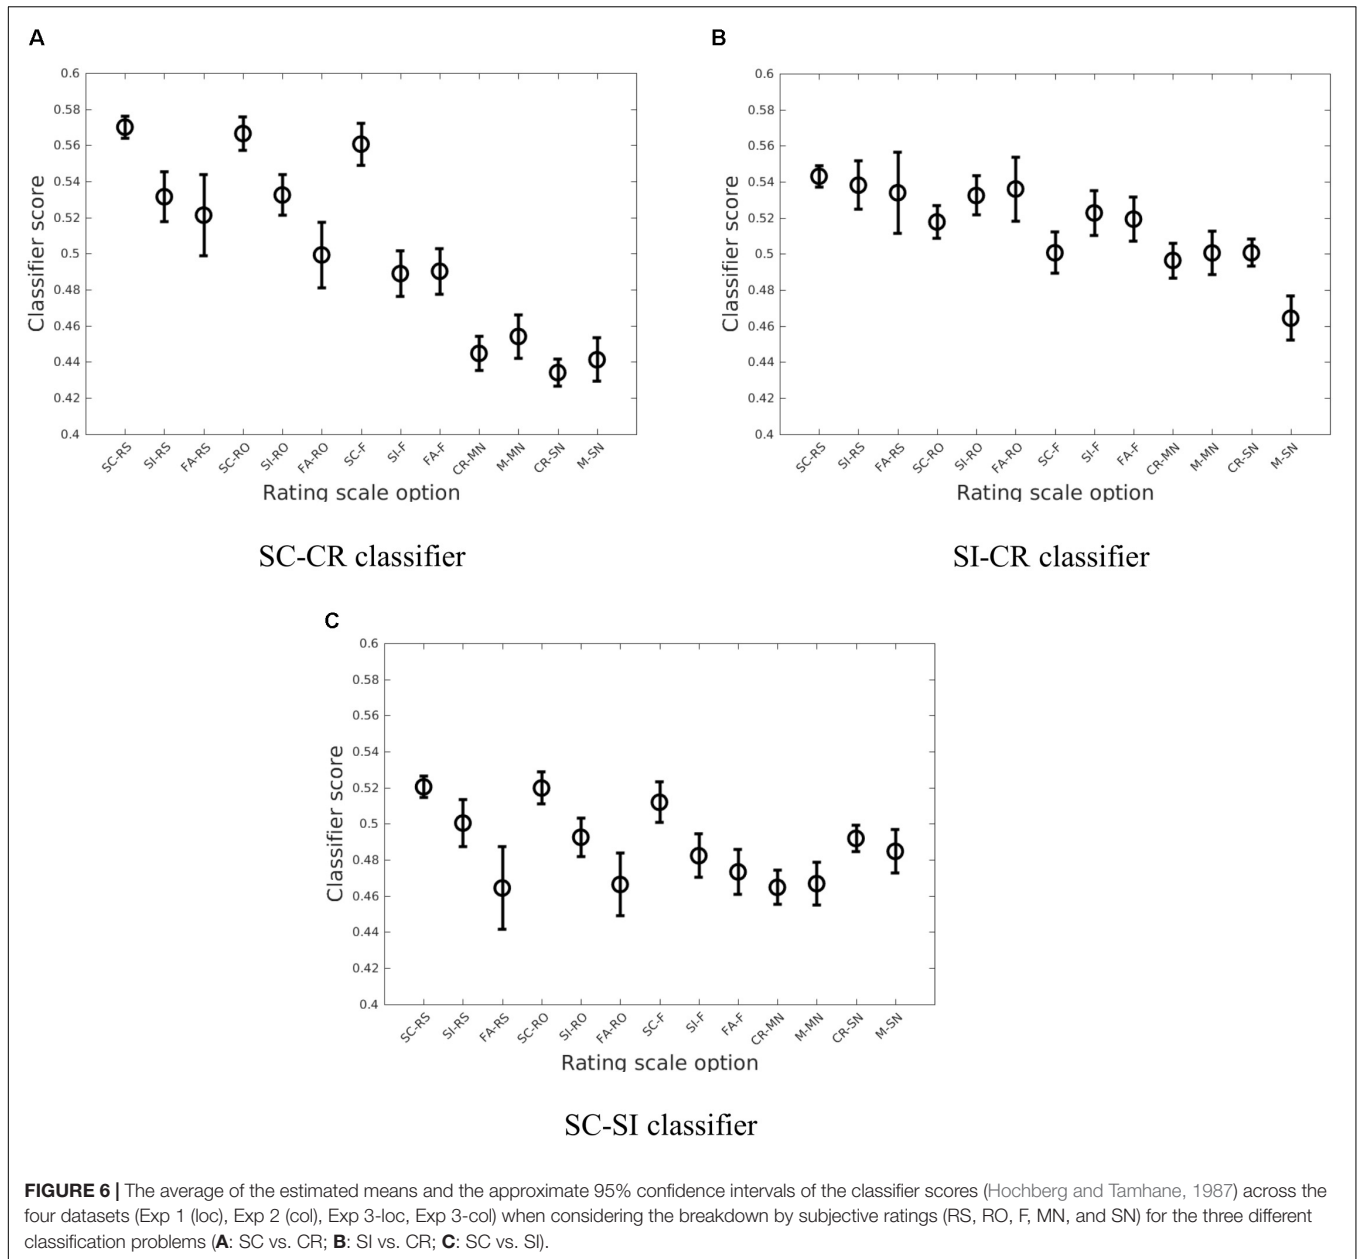 A
0.6
0.58
0.56
0.54
0.52
0.5
0.48
0.46
0.44
0.42
0.4
Classifier score
SC-RS
SI-RS
FA-RS
SC-RO
SI-RO
FA-RO
SC-F
SI-F
FA-F
CR-MN
M-MN
CR-SN
M-SN
Rating scale option
SC-CR classifier
B
0.6
0.58
0.56
0.54
0.52
0.5
0.48
0.46
0.44
0.42
0.4
Classifier score
SC-RS
SI-RS
FA-RS
SC-RO
SI-RO
FA-RO
SC-F
SI-F
FA-F
CR-MN
M-MN
CR-SN
M-SN
Rating scale option
SI-CR classifier
C
0.6
0.58
0.56
0.54
0.52
0.5
0.48
0.46
0.44
0.42
0.4
Classifier score
SC-RS
SI-RS
FA-RS
SC-RO
SI-RO
FA-RO
SC-F
SI-F
FA-F
CR-MN
M-MN
CR-SN
M-SN
Rating scale option
SC-SI classifier
FIGURE 6 | The average of the estimated means and the approximate 95% confidence intervals of the classifier scores (Hochberg and Tamhane, 1987) across the
four datasets (Exp 1 (loc), Exp 2 (col), Exp 3-loc, Exp 3-col) when considering the breakdown by subjective ratings (RS, RO, F, MN, and SN) for the three different
classification problems (A: SC vs. CR; B: SI vs. CR; C: SC vs. SI).